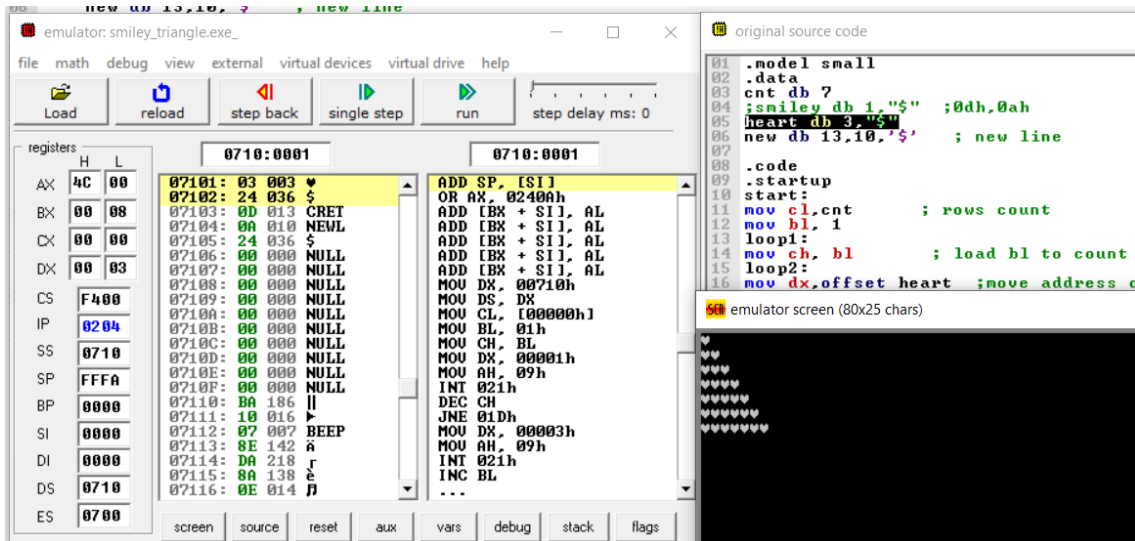 06 new db 13,10,'$' ; new line
emulator: smiley_triangle.exe_
file math debug view external virtual devices virtual drive help
Load reload step back single step run step delay ms: 0
registers
H L
AX 4C 00
BX 00 08
CX 00 00
DX 00 03
CS F400
IP 0204
SS 0710
SP FFFA
BP 0000
SI 0000
DI 0000
DS 0710
ES 0700
0710:0001
07101: 03 003 ♥
07102: 24 036 $
07103: 0D 013 CRET
07104: 0A 010 NEWL
07105: 24 036 $
07106: 00 000 NULL
07107: 00 000 NULL
07108: 00 000 NULL
07109: 00 000 NULL
0710A: 00 000 NULL
0710B: 00 000 NULL
0710C: 00 000 NULL
0710D: 00 000 NULL
0710E: 00 000 NULL
0710F: 00 000 NULL
07110: BA 186 ║
07111: 10 016 ►
07112: 07 007 BEEP
07113: 8E 142 Ä
07114: DA 218 ┌
07115: 8A 138 è
07116: 0E 014 ♫
0710:0001
ADD SP, [SI]
OR AX, 0240Ah
ADD [BX + SI], AL
ADD [BX + SI], AL
ADD [BX + SI], AL
ADD [BX + SI], AL
ADD [BX + SI], AL
MOV DX, 00710h
MOV DS, DX
MOV CL, [00000h]
MOV BL, 01h
MOV CH, BL
MOV DX, 00001h
MOV AH, 09h
INT 021h
DEC CH
JNE 01Dh
MOV DX, 00003h
MOV AH, 09h
INT 021h
INC BL
...
screen source reset aux vars debug stack flags
original source code
01 .model small
02 .data
03 cnt db 7
04 ;smiley db 1,"$" ;0dh,0ah
05 heart db 3,"$"
06 new db 13,10,'$' ; new line
07
08 .code
09 .startup
10 start:
11 mov cl,cnt ; rows count
12 mov bl, 1
13 loop1:
14 mov ch, bl ; load bl to count
15 loop2:
16 mov dx,offset heart ;move address
SCR emulator screen (80x25 chars)
♥
♥♥
♥♥♥
♥♥♥♥
♥♥♥♥♥
♥♥♥♥♥♥
♥♥♥♥♥♥♥